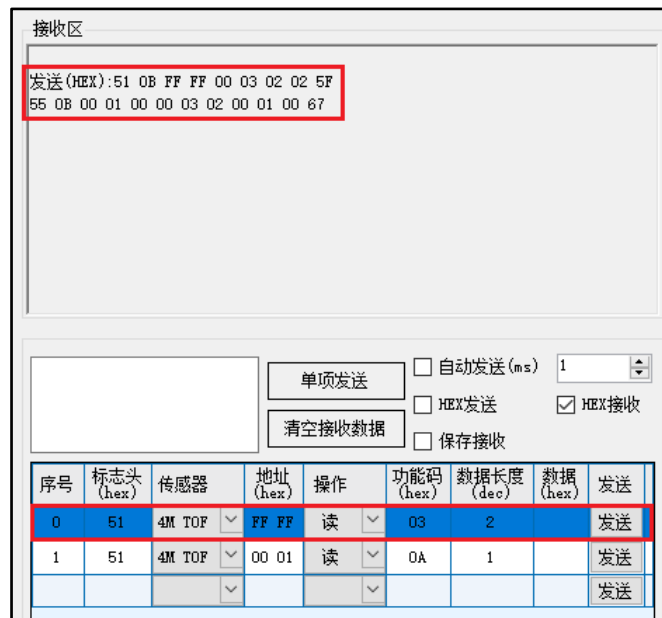 接收区
发送(HEX):51 0B FF FF 00 03 02 02 5F
55 0B 00 01 00 00 03 02 00 01 00 67
单项发送
自动发送(ms)
1
HEX发送
HEX接收
清空接收数据
保存接收
序号 标志头(hex) 传感器 地址(hex) 操作 功能码(hex) 数据长度(dec) 数据(hex) 发送
0 51 4M TOF FF FF 读 03 2 发送
1 51 4M TOF 00 01 读 0A 1 发送
发送